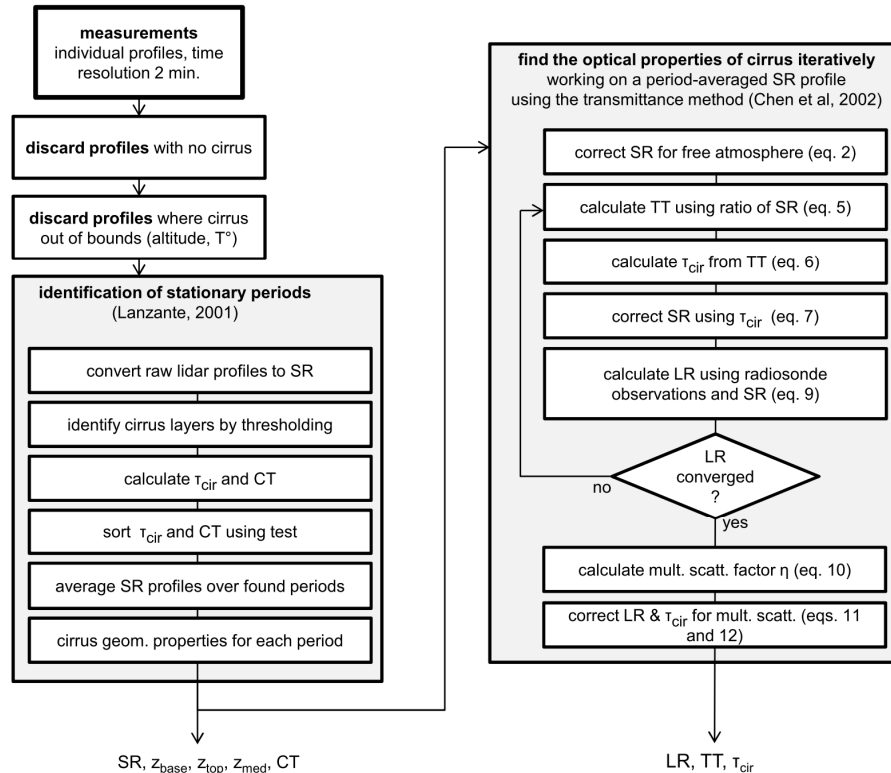 measurements
individual profiles, time
resolution 2 min.
discard profiles with no cirrus
discard profiles where cirrus
out of bounds (altitude, T°)
identification of stationary periods
(Lanzante, 2001)
convert raw lidar profiles to SR
identify cirrus layers by thresholding
calculate τcir and CT
sort τcir and CT using test
average SR profiles over found periods
cirrus geom. properties for each period
SR, zbase, ztop, zmed, CT
find the optical properties of cirrus iteratively
working on a period-averaged SR profile
using the transmittance method (Chen et al, 2002)
correct SR for free atmosphere (eq. 2)
calculate TT using ratio of SR (eq. 5)
calculate τcir from TT (eq. 6)
correct SR using τcir (eq. 7)
calculate LR using radiosonde
observations and SR (eq. 9)
LR
converged
?
no
yes
calculate mult. scatt. factor η (eq. 10)
correct LR & τcir for mult. scatt. (eqs. 11
and 12)
LR, TT, τcir